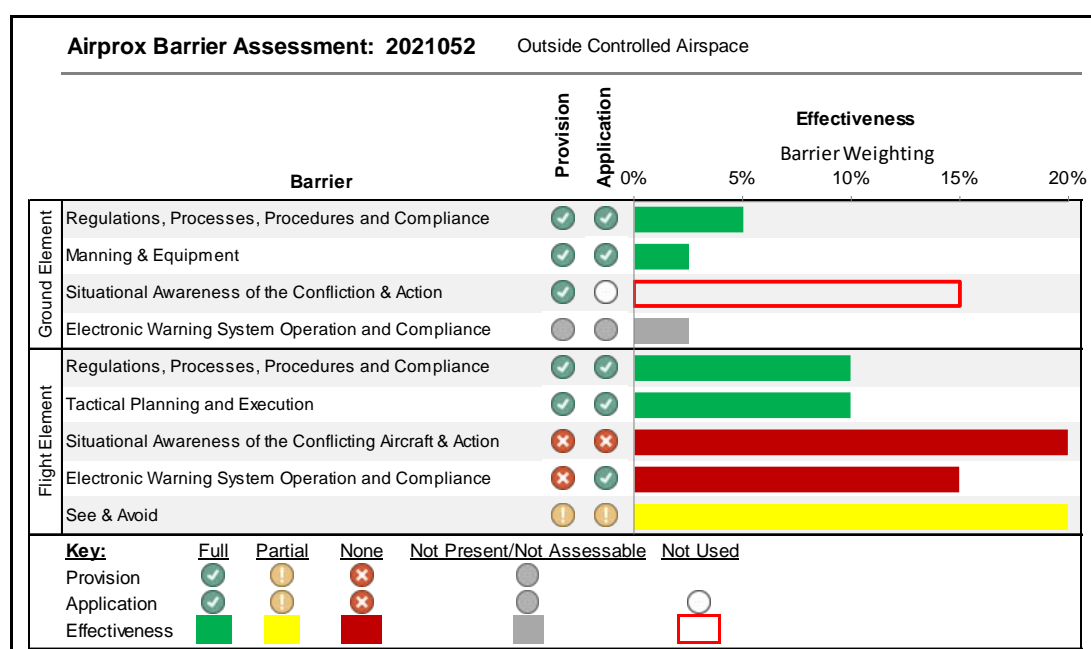 Airprox Barrier Assessment: 2021052 Outside Controlled Airspace
Barrier
Provision
Application
Effectiveness
Barrier Weighting
0% 5% 10% 15% 20%
Ground Element
Regulations, Processes, Procedures and Compliance
Manning & Equipment
Situational Awareness of the Confliction & Action
Electronic Warning System Operation and Compliance
Flight Element
Regulations, Processes, Procedures and Compliance
Tactical Planning and Execution
Situational Awareness of the Conflicting Aircraft & Action
Electronic Warning System Operation and Compliance
See & Avoid
Key: Full Partial None Not Present/Not Assessable Not Used
Provision
Application
Effectiveness